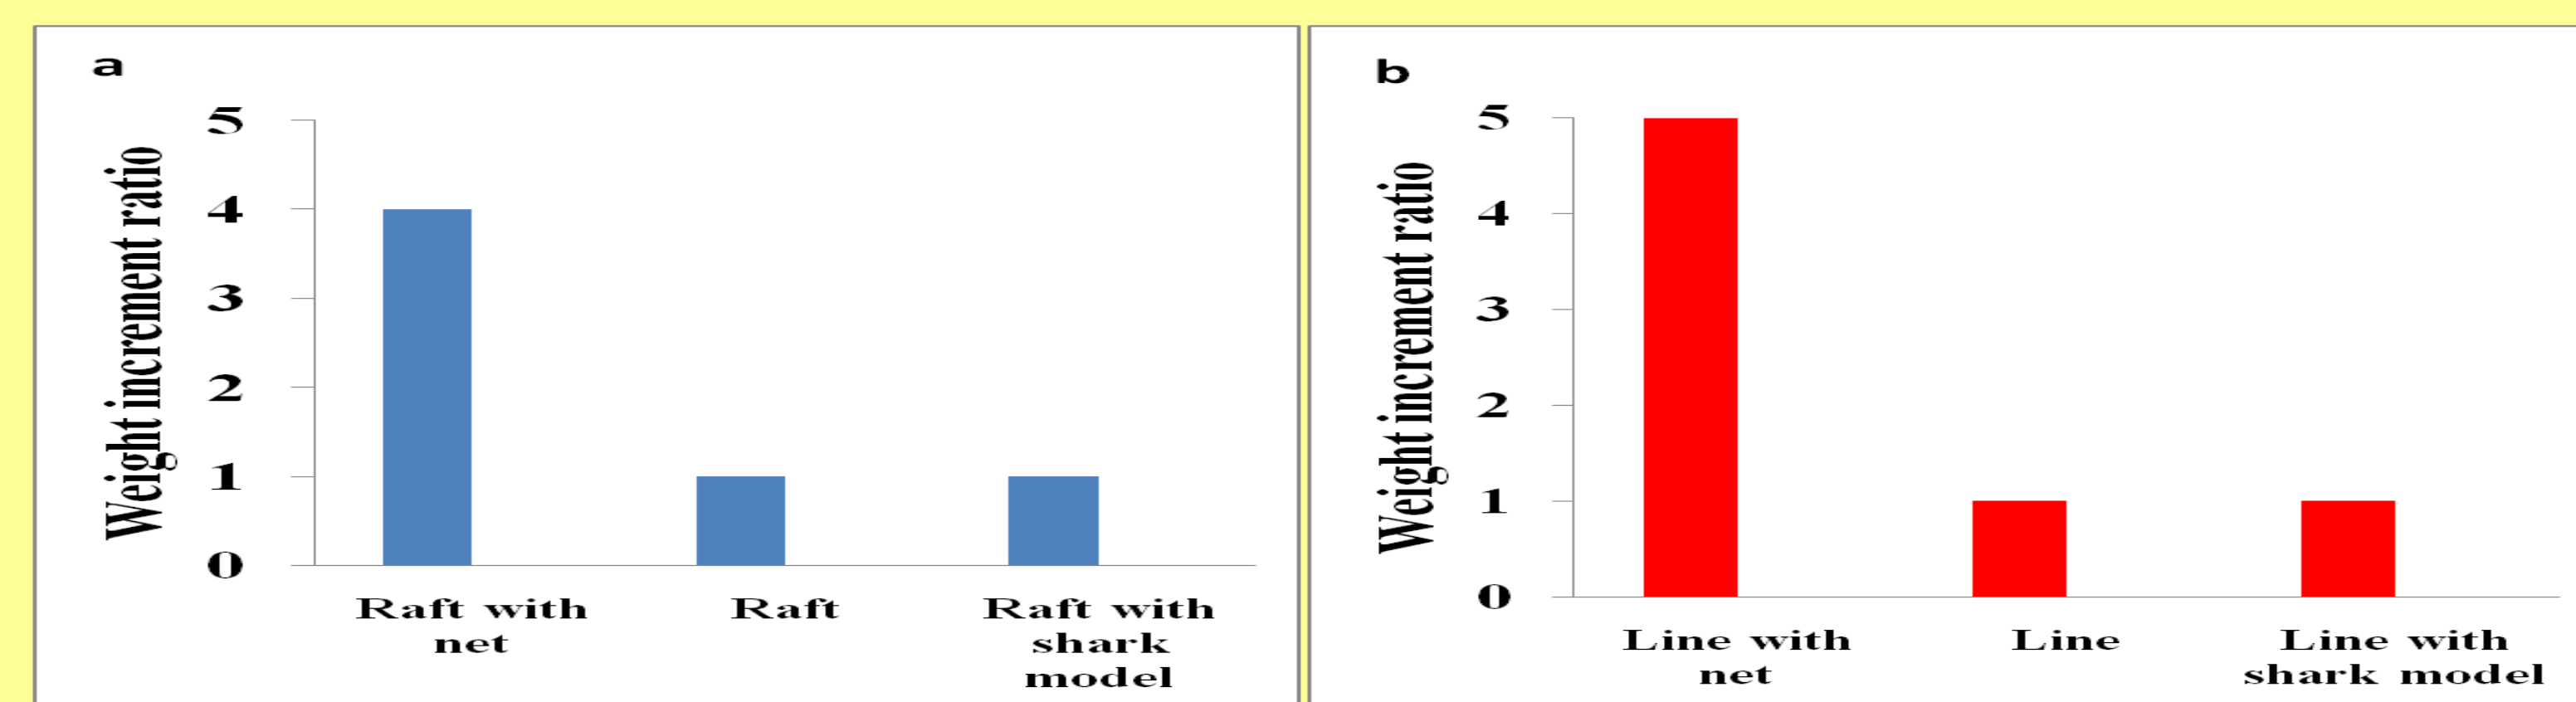 a
Weight increment ratio
5
4
3
2
1
0
Raft with
net
Raft
Raft with
shark
model
b
Weight increment ratio
5
4
3
2
1
0
Line with
net
Line
Line with
shark model